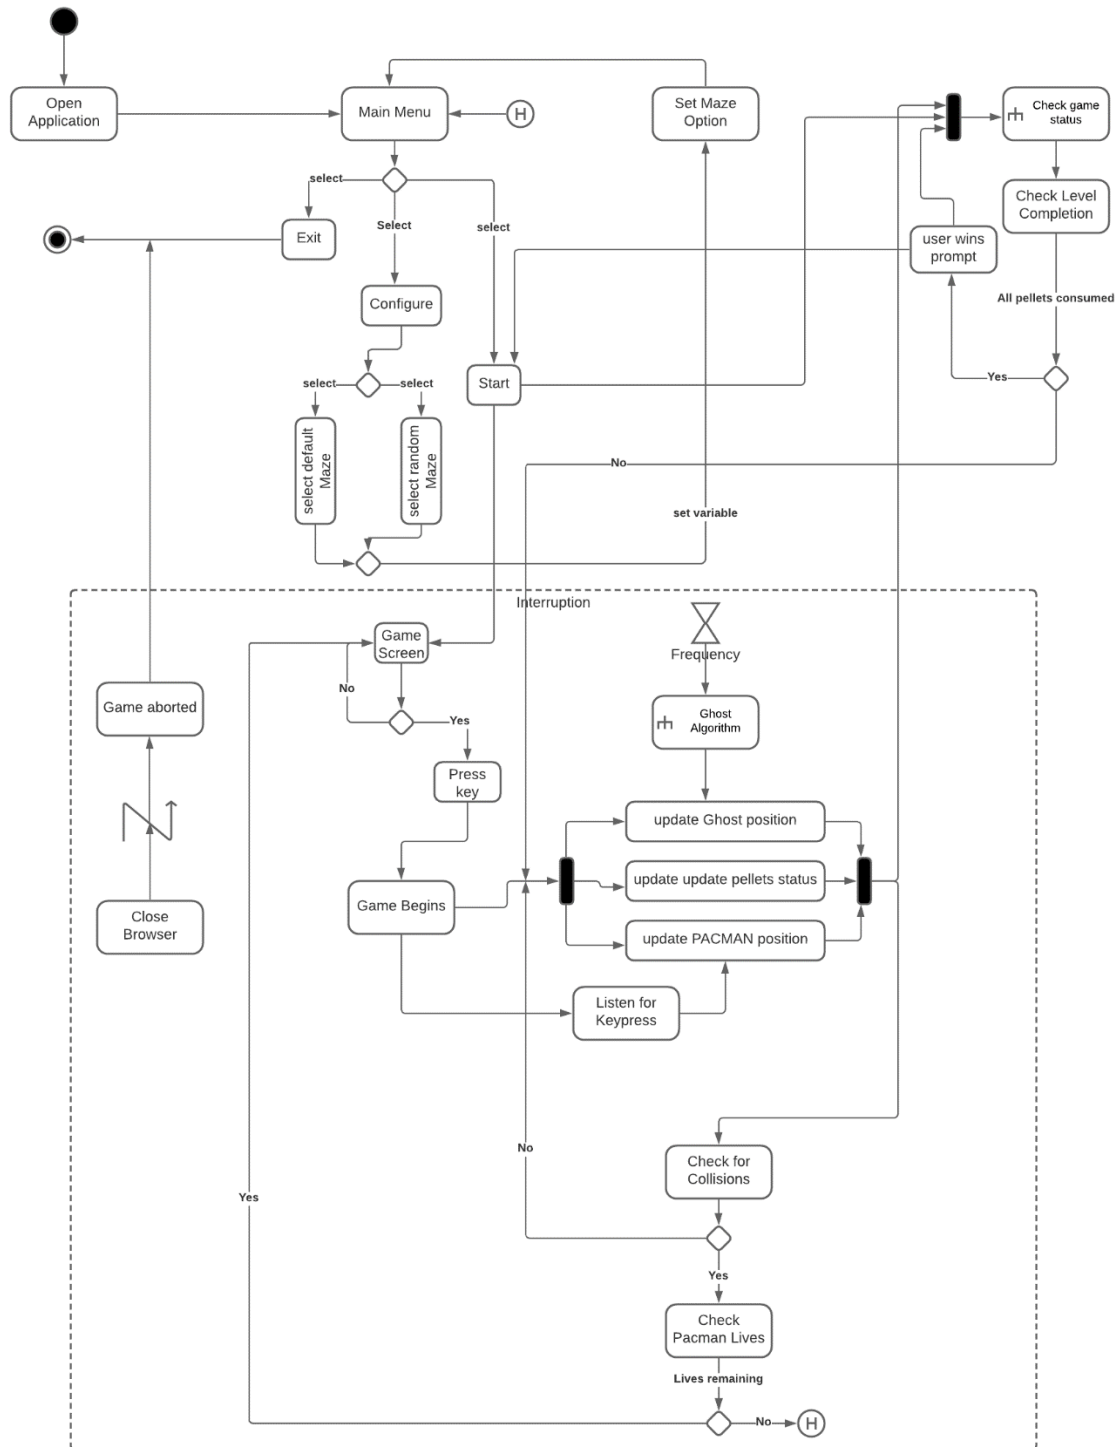 Open
Application
Main Menu
H
Set Maze
Option
Check game
status
select
Exit
Select
select
Check Level
Completion
user wins
prompt
Configure
All pellets consumed
select
select
Start
Yes
select default
Maze
select random
Maze
No
set variable
Interruption
Frequency
Game
Screen
No
Yes
Game aborted
Ghost
Algorithm
Press
key
update Ghost position
update update pellets status
Game Begins
Close
Browser
update PACMAN position
Listen for
Keypress
No
Check for
Collisions
Yes
Yes
Check
Pacman Lives
Lives remaining
No
H